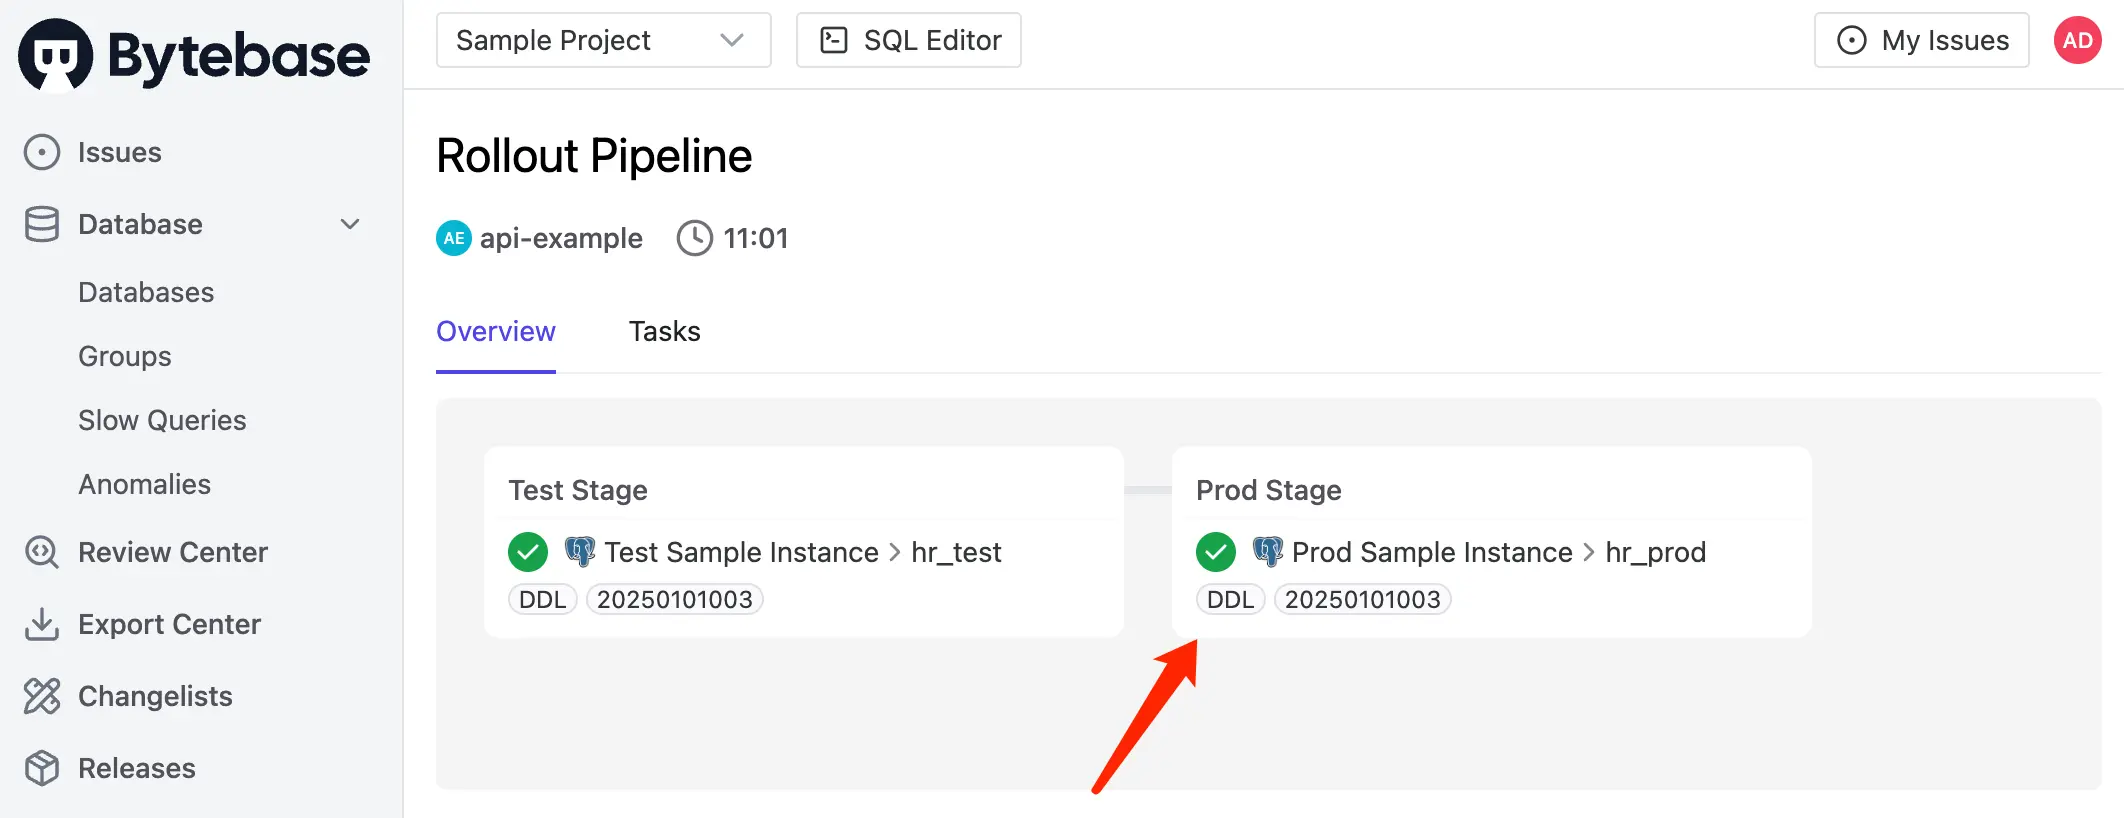 Bytebase
Sample Project
SQL Editor
My Issues
AD
Issues
Database
Databases
Groups
Slow Queries
Anomalies
Review Center
Export Center
Changelists
Releases
Rollout Pipeline
AE api-example 11:01
Overview
Tasks
Test Stage
Test Sample Instance > hr_test
DDL 20250101003
Prod Stage
Prod Sample Instance > hr_prod
DDL 20250101003